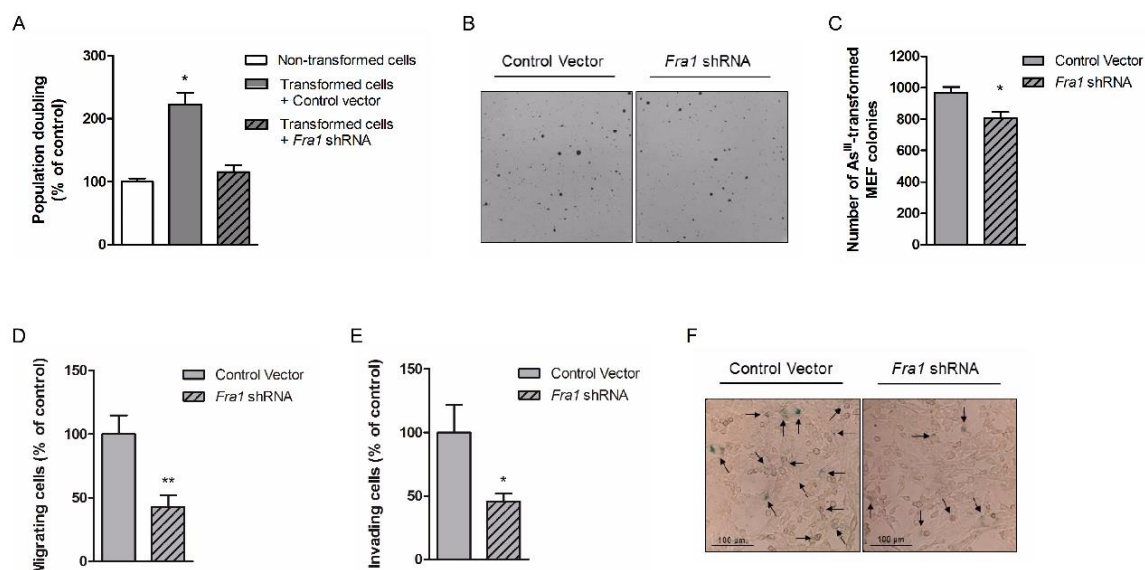 A
Population doubling
(% of control)
300
200
100
0
*
Non-transformed cells
Transformed cells
+ Control vector
Transformed cells
+ Fra1 shRNA
B
Control Vector
Fra1 shRNA
C
Number of AsIII-transformed
MEF colonies
1200
1000
800
600
400
200
0
*
Control Vector
Fra1 shRNA
D
Migrating cells (% of control)
150
100
50
0
**
Control Vector
Fra1 shRNA
E
Invading cells (% of control)
150
100
50
0
*
Control Vector
Fra1 shRNA
F
Control Vector
Fra1 shRNA
100 µm
100 µm